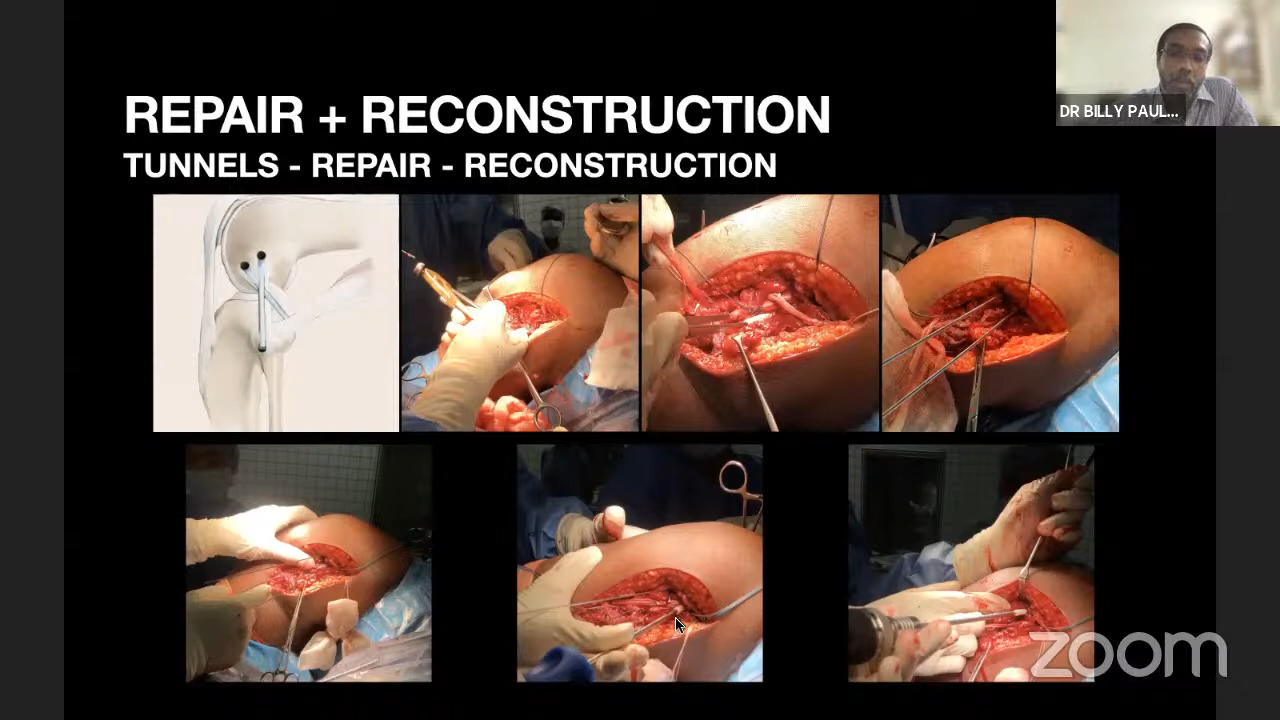 DR BILLY PAUL...
REPAIR + RECONSTRUCTION
TUNNELS - REPAIR - RECONSTRUCTION
zoom